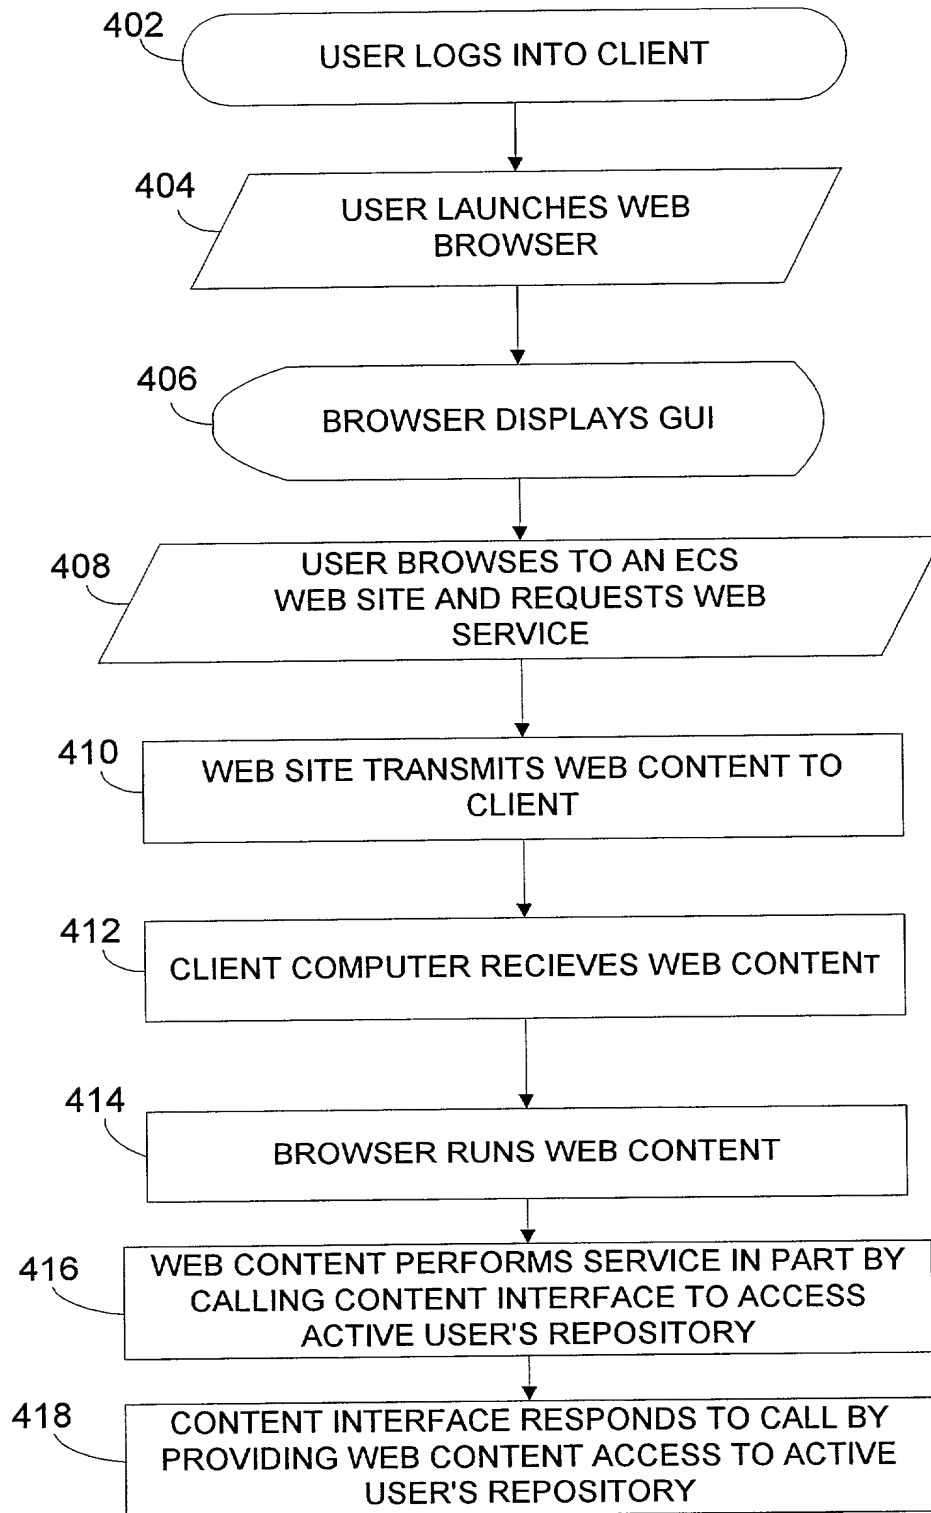 402
USER LOGS INTO CLIENT
404
USER LAUNCHES WEB
BROWSER
406
BROWSER DISPLAYS GUI
408
USER BROWSES TO AN ECS
WEB SITE AND REQUESTS WEB
SERVICE
410
WEB SITE TRANSMITS WEB CONTENT TO
CLIENT
412
CLIENT COMPUTER RECIEVES WEB CONTENT
414
BROWSER RUNS WEB CONTENT
416
WEB CONTENT PERFORMS SERVICE IN PART BY
CALLING CONTENT INTERFACE TO ACCESS
ACTIVE USER'S REPOSITORY
418
CONTENT INTERFACE RESPONDS TO CALL BY
PROVIDING WEB CONTENT ACCESS TO ACTIVE
USER'S REPOSITORY